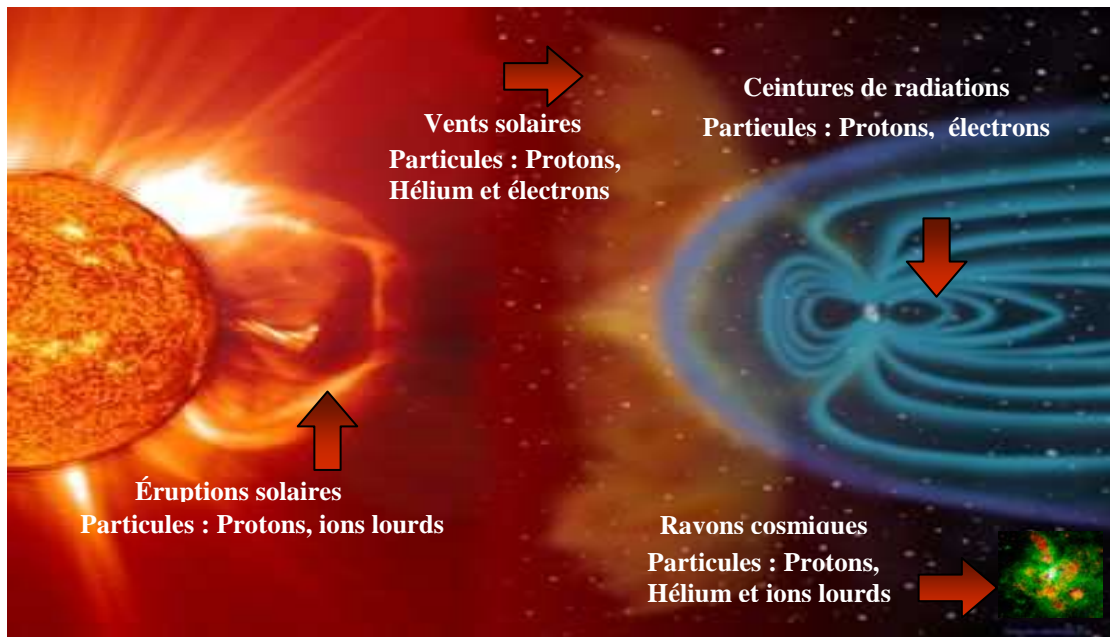 Vents solaires
Particules : Protons,
Hélium et électrons
Ceintures de radiations
Particules : Protons, électrons
Éruptions solaires
Particules : Protons, ions lourds
Rayons cosmiques
Particules : Protons,
Hélium et ions lourds